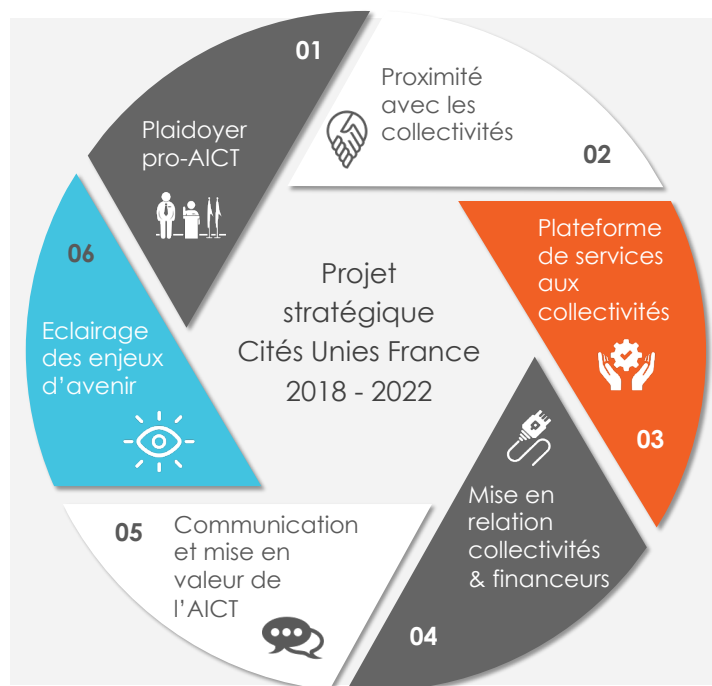 Projet
stratégique
Cités Unies France
2018 - 2022
01
Plaidoyer
pro-AICT
Proximité
avec les
collectivités
02
Plateforme
de services
aux
collectivités
03
Mise en
relation
collectivités
& financeurs
04
05
Communication
et mise en
valeur de
l’AICT
06
Eclairage
des enjeux
d’avenir